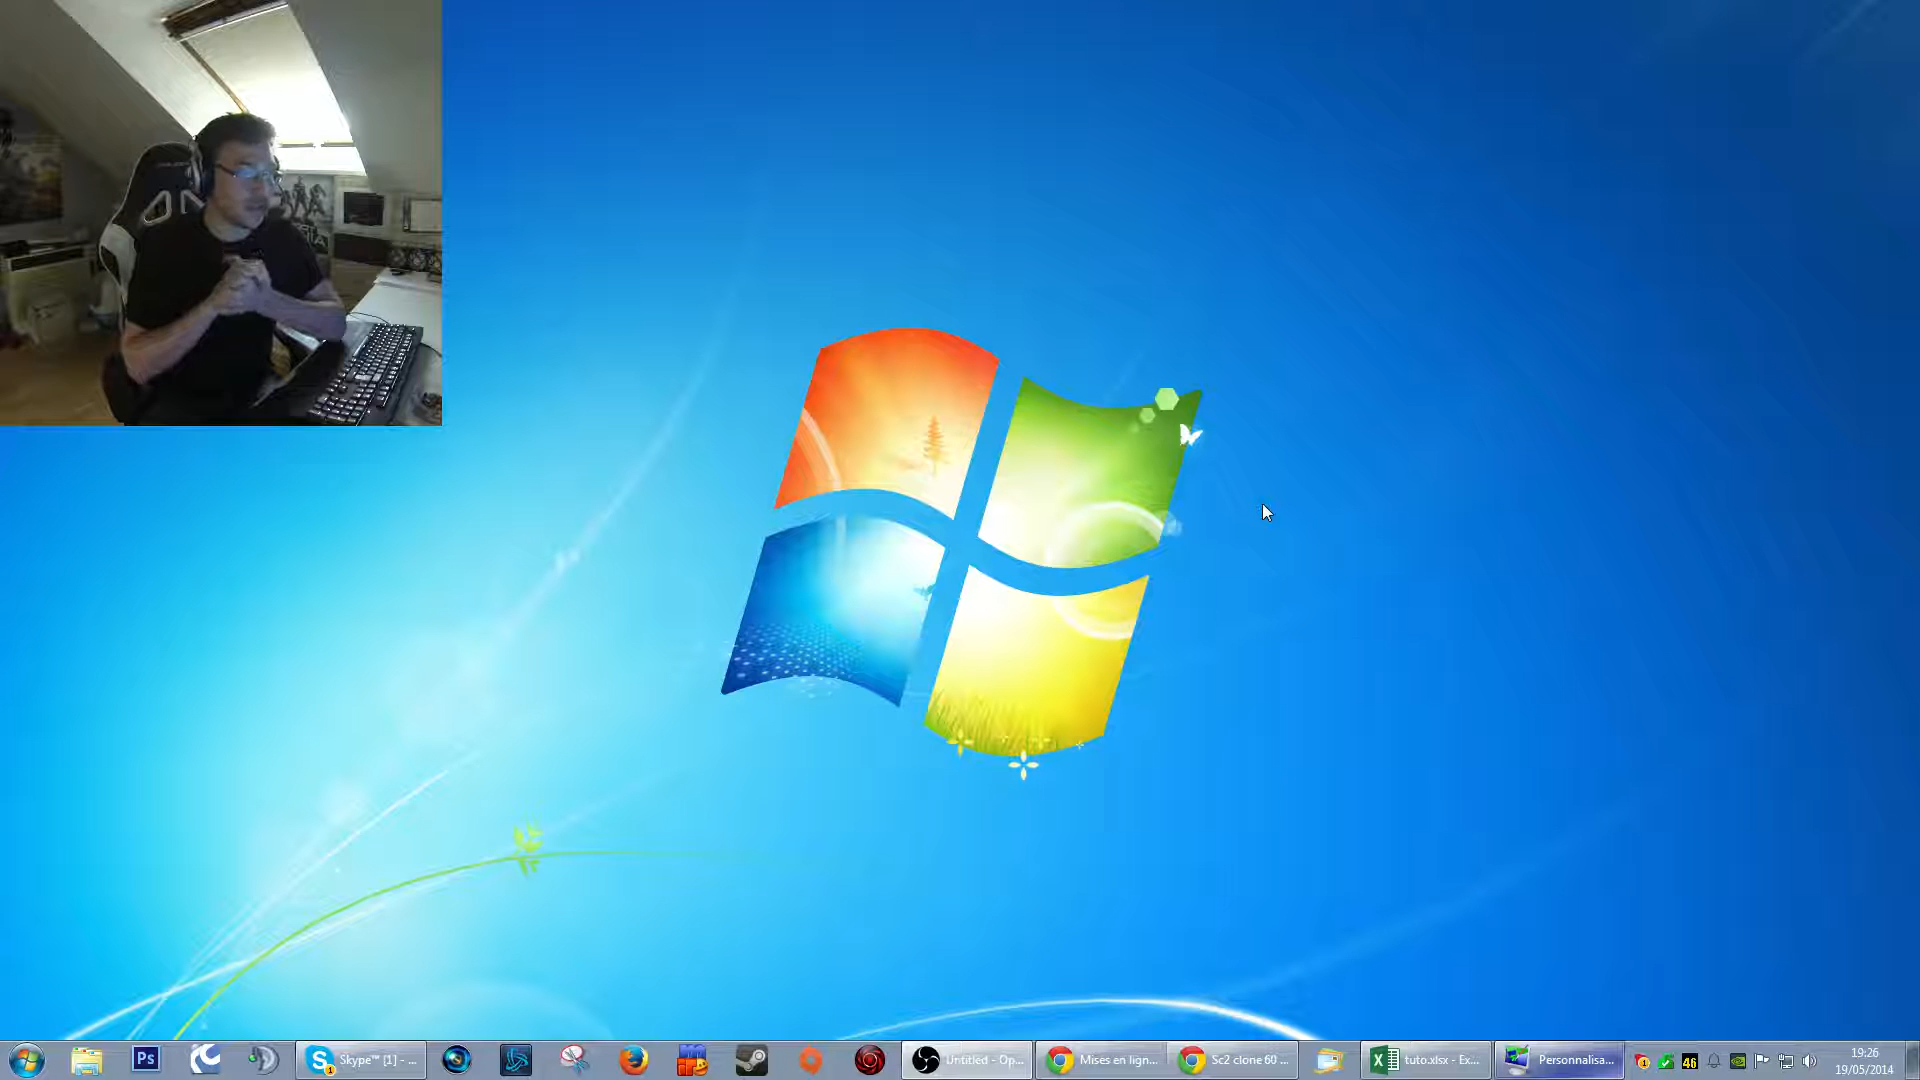 Ps
Skype™ [1] - ...
Untitled - Op...
Mises en lign...
Sc2 clone 60 ...
tuto.xlsx - Ex...
Personnalisa...
46
19:26
19/05/2014